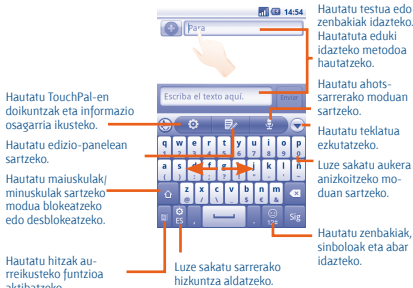 14:54
Para
Escriba el texto aquí.
Enviar
q w e r t y u i o p
a s d f g h j k l
z x c v b n m
ES
12#
Sig
Hautatu testua edo
zenbakiak idazteko.
Hautatuta eduki
idazteko metodoa
hautatzeko.
Hautatu ahots-
sarrerako moduan
sartzeko.
Hautatu teklatua
ezkutatzeko.
Luze sakatu aukera
anizkoitzeko mo-
duan sartzeko.
Hautatu zenbakiak,
sinboloak eta abar
idazteko.
Hautatu TouchPal-en
doikuntzak eta informazio
osagarria ikusteko.
Hautatu edizio-panelean
sartzeko.
Hautatu maiuskulak/
minuskulak sartzeko
modua blokeatzeko
edo desblokeatzeko.
Hautatu hitzak au-
rreikusteko funtzioa
aktibatzeko
Luze sakatu sarrerako
hizkuntza aldatzeko.